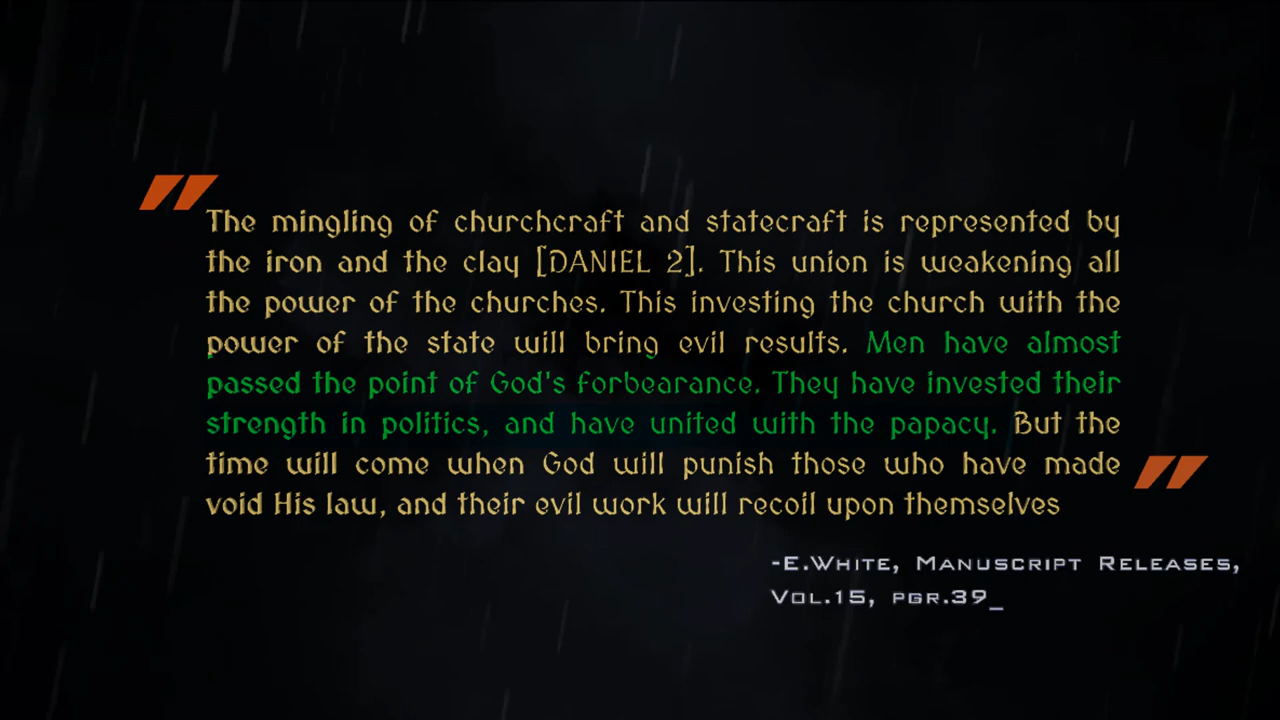 "The mingling of churchcraft and statecraft is represented by
the iron and the clay [DANIEL 2]. This union is weakening all
the power of the churches. This investing the church with the
power of the state will bring evil results. Men have almost
passed the point of God's forbearance. They have invested their
strength in politics, and have united with the papacy. But the
time will come when God will punish those who have made
void His law, and their evil work will recoil upon themselves"
-E.White, Manuscript Releases,
Vol.15, pgr.39_